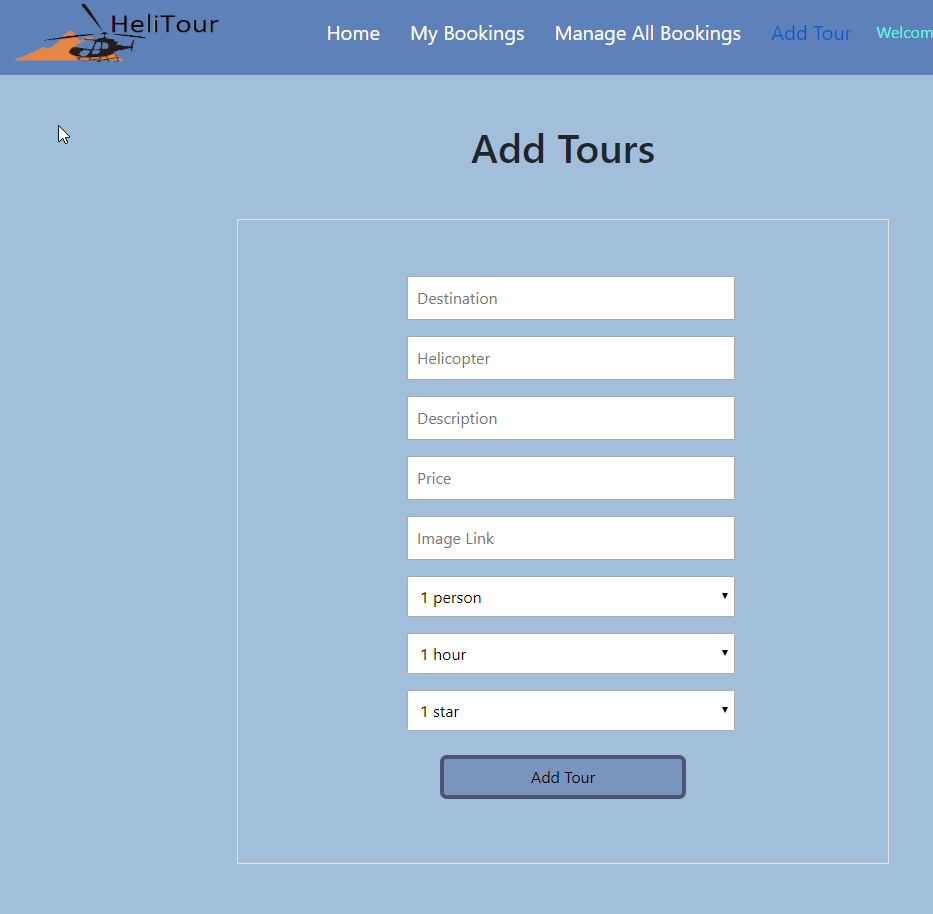 HeliTour
Home My Bookings Manage All Bookings Add Tour Welcom
Add Tours
Destination
Helicopter
Description
Price
Image Link
1 person
1 hour
1 star
Add Tour